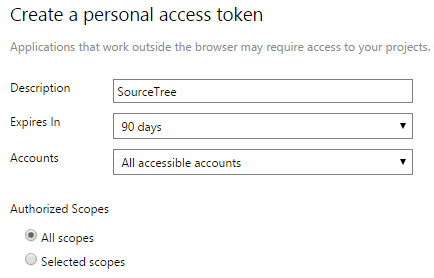 Create a personal access token
Applications that work outside the browser may require access to your projects.
Description SourceTree
Expires In 90 days
Accounts All accessible accounts
Authorized Scopes
All scopes
Selected scopes